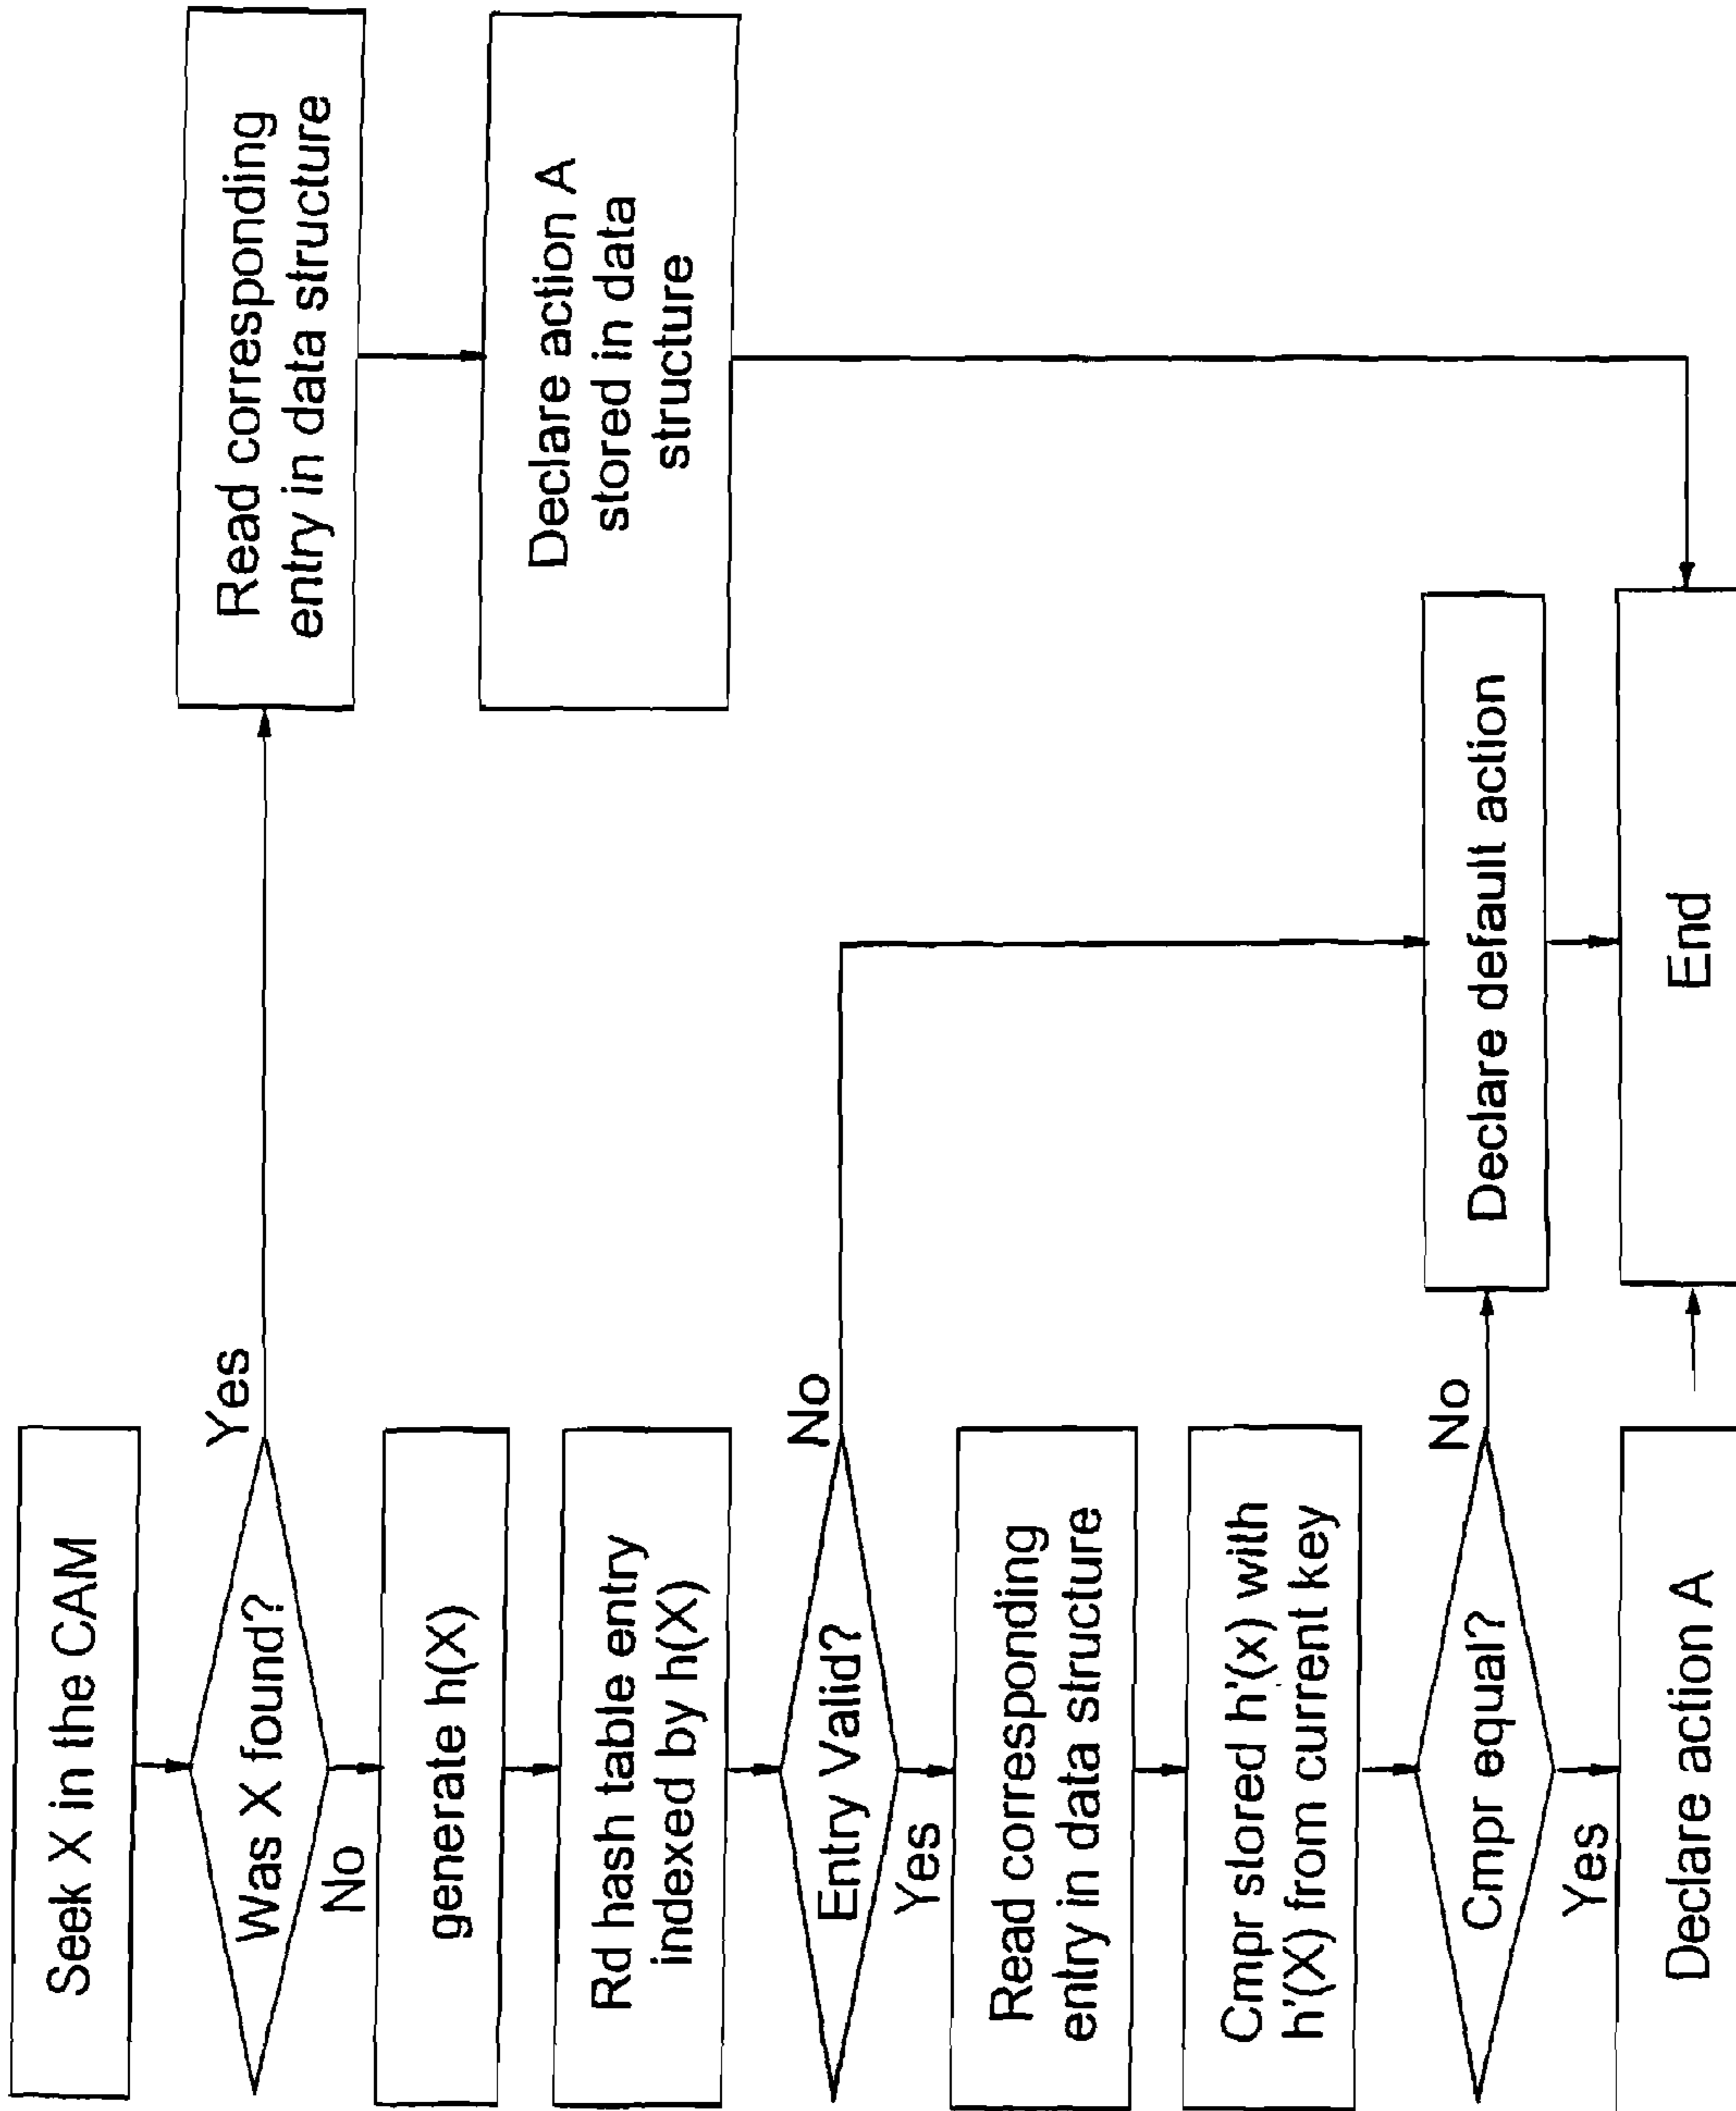 Seek X in the CAM
Was X found?
Yes
No
Read corresponding
entry in data structure
Declare action A
stored in data
structure
generate h(X)
Rd hash table entry
indexed by h(X)
Entry Valid?
No
Yes
Read corresponding
entry in data structure
Cmpr stored h'(x) with
h'(X) from current key
Cmpr equal?
No
Yes
Declare default action
Declare action A
End